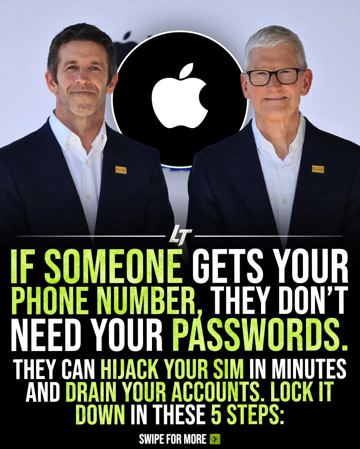 LT
IF SOMEONE GETS YOUR
PHONE NUMBER, THEY DON'T
NEED YOUR PASSWORDS.
THEY CAN HIJACK YOUR SIM IN MINUTES
AND DRAIN YOUR ACCOUNTS. LOCK IT
DOWN IN THESE 5 STEPS:
SWIPE FOR MORE